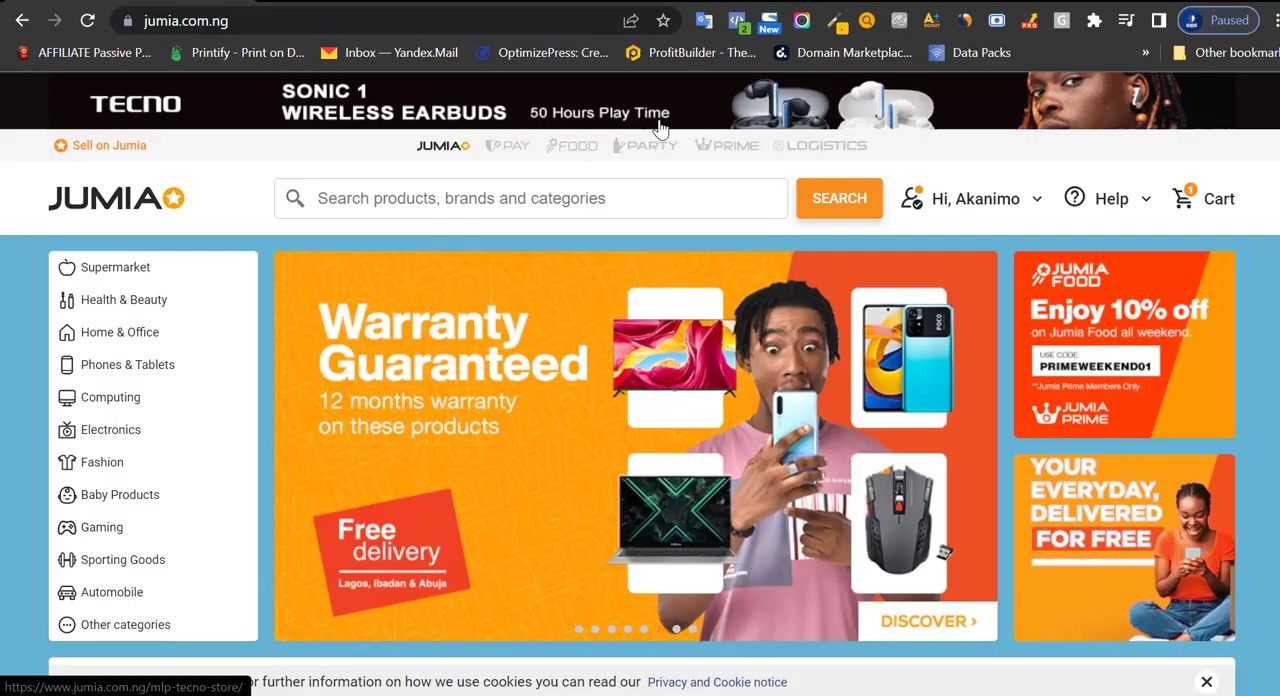 jumia.com.ng
2
New
SCOUT
PRO
G
Paused
AFFILIATE Passive P...
Printify - Print on D...
Inbox — Yandex.Mail
OptimizePress: Cre...
ProfitBuilder - The...
Domain Marketplac...
Data Packs
»
Other bookmar
TECNO
SONIC 1
WIRELESS EARBUDS
50 Hours Play Time
Sell on Jumia
JUMIA
PAY
FOOD
PARTY
PRIME
LOGISTICS
JUMIA
Search products, brands and categories
SEARCH
Hi, Akanimo
Help
1
Cart
Supermarket
Health & Beauty
Home & Office
Phones & Tablets
Computing
Electronics
Fashion
Baby Products
Gaming
Sporting Goods
Automobile
Other categories
Warranty
Guaranteed
12 months warranty
on these products
Free
delivery
Lagos, Ibadan & Abuja
POCO
DISCOVER ›
JUMIA
FOOD
Enjoy 10% off
on Jumia Food all weekend.
USE CODE:
PRIMEWEEKEND01
**Jumia Prime Members Only
JUMIA
PRIME
YOUR
EVERYDAY,
DELIVERED
FOR FREE
https://www.jumia.com.ng/mlp-tecno-store/
or further information on how we use cookies you can read our Privacy and Cookie notice